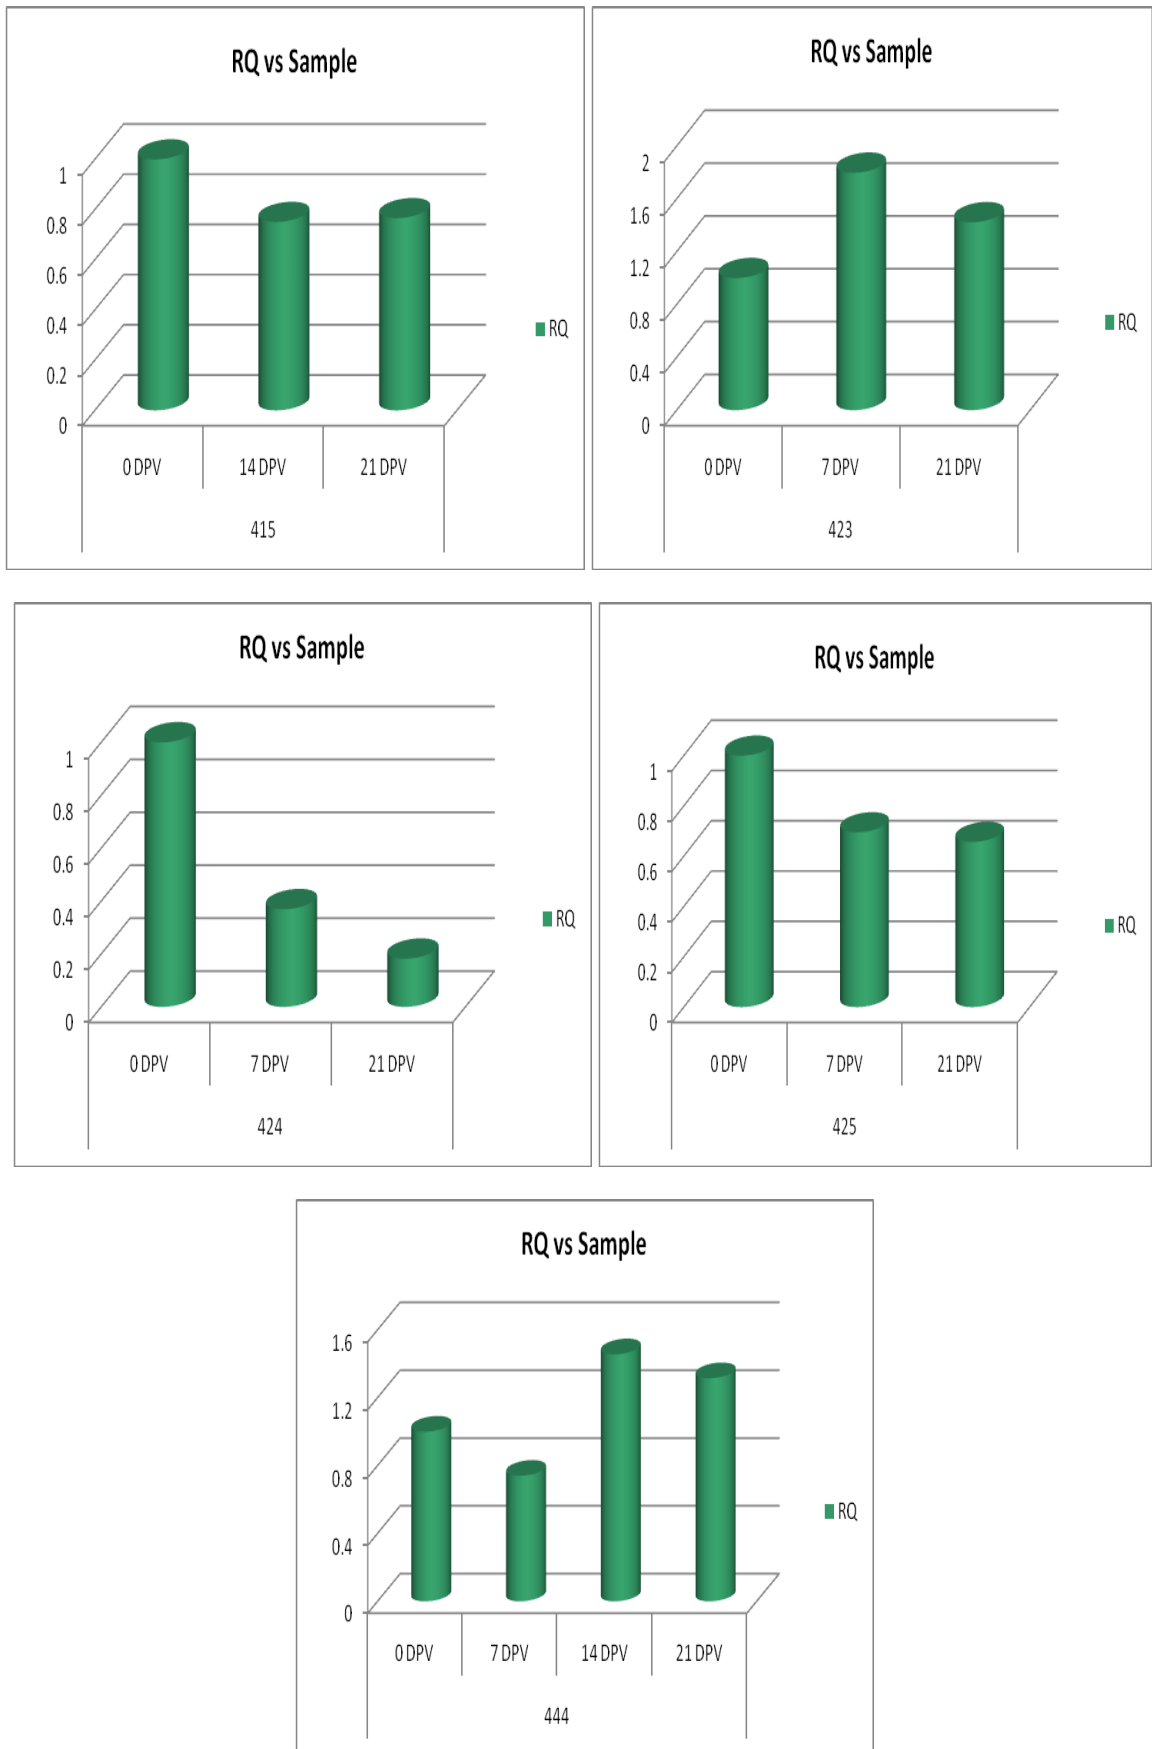 RQ vs Sample
1
0.8
0.6
0.4
0.2
0
RQ
0 DPV
14 DPV
21 DPV
415
RQ vs Sample
2
1.6
1.2
0.8
0.4
0
RQ
0 DPV
7 DPV
21 DPV
423
RQ vs Sample
1
0.8
0.6
0.4
0.2
0
RQ
0 DPV
7 DPV
21 DPV
424
RQ vs Sample
1
0.8
0.6
0.4
0.2
0
RQ
0 DPV
7 DPV
21 DPV
425
RQ vs Sample
1.6
1.2
0.8
0.4
0
RQ
0 DPV
7 DPV
14 DPV
21 DPV
444